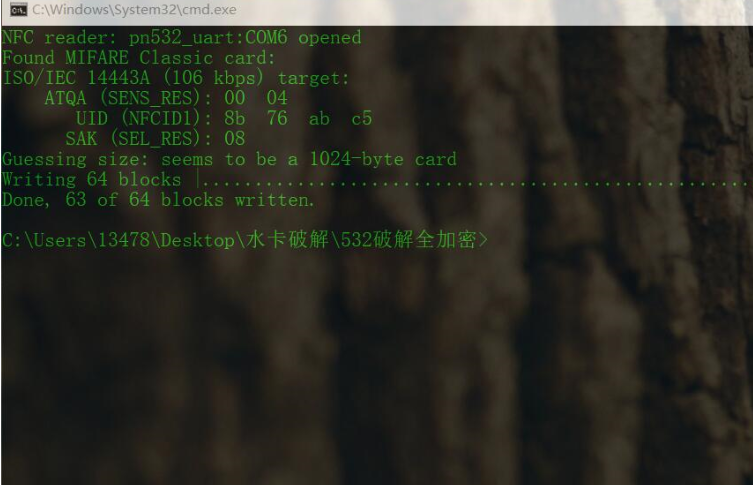 C:\Windows\System32\cmd.exe
NFC reader: pn532_uart:COM6 opened
Found MIFARE Classic card:
ISO/IEC 14443A (106 kbps) target:
    ATQA (SENS_RES): 00  04
       UID (NFCID1): 8b  76  ab  c5
      SAK (SEL_RES): 08
Guessing size: seems to be a 1024-byte card
Writing 64 blocks |....................................................
Done, 63 of 64 blocks written.
C:\Users\13478\Desktop\水卡破解\532破解全加密>